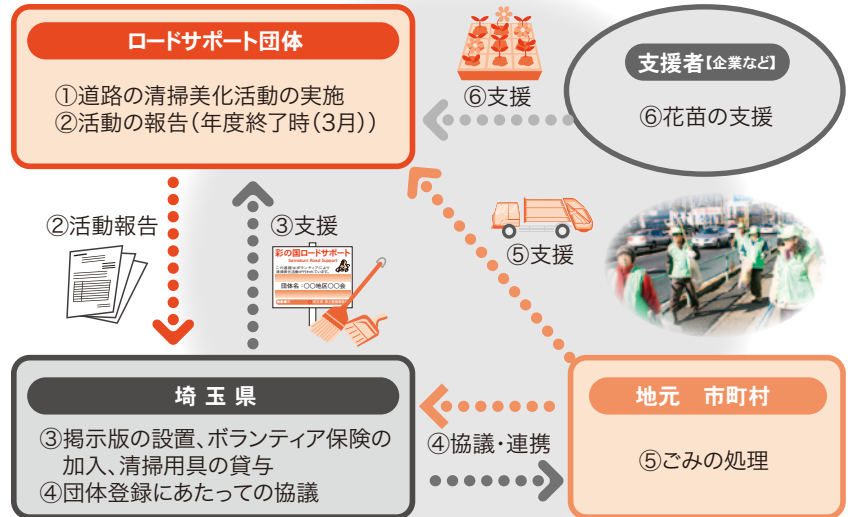 ロードサポート団体
①道路の清掃美化活動の実施
②活動の報告(年度終了時(3月))
⑥支援
支援者【企業など】
⑥花苗の支援
②活動報告
③支援
彩の国ロードサポート
Sainokuni Road Support
団体名:〇〇地区〇〇会
⑤支援
埼玉県
③掲示版の設置、ボランティア保険の
加入、清掃用具の貸与
④団体登録にあたっての協議
④協議・連携
地元 市町村
⑤ごみの処理